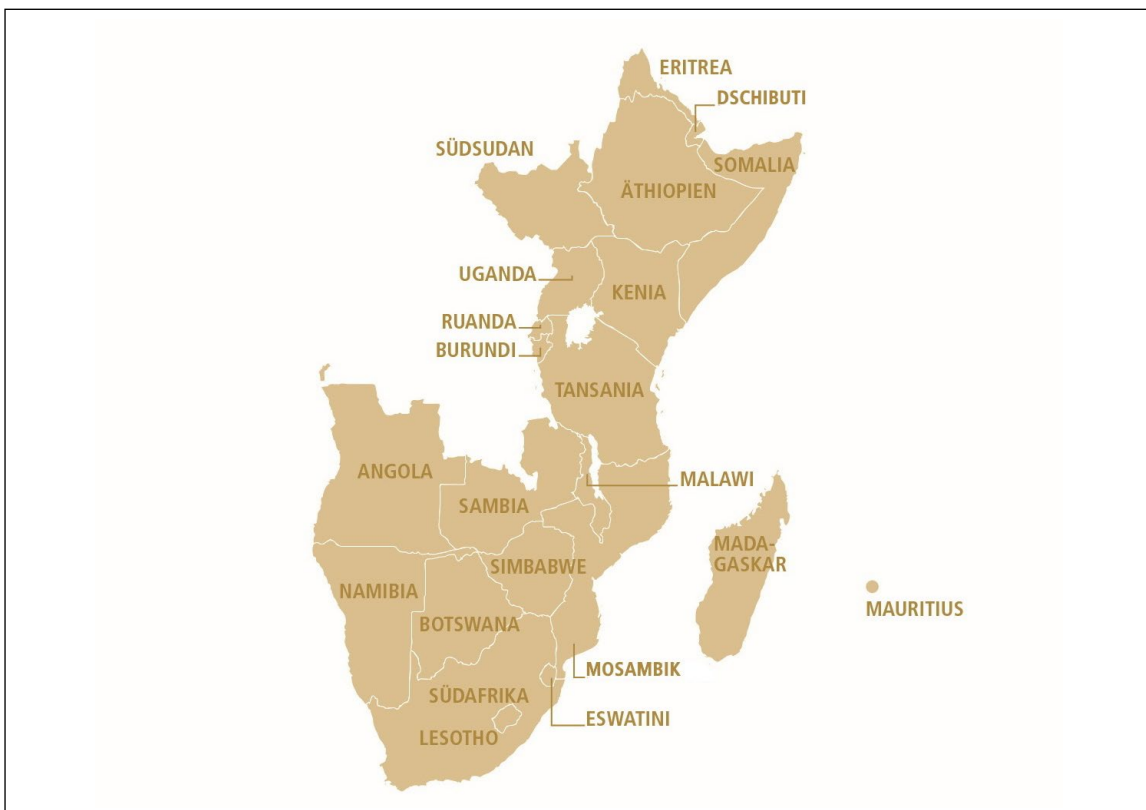 ERITREA
DSCHIBUTI
SÜDSUDAN
SOMALIA
ÄTHIOPIEN
UGANDA
KENIA
RUANDA
BURUNDI
TANSANIA
ANGOLA
MALAWI
SAMBIA
MADA-
GASKAR
SIMBABWE
NAMIBIA
MAURITIUS
BOTSWANA
MOSAMBIK
SÜDAFRIKA
ESWATINI
LESOTHO